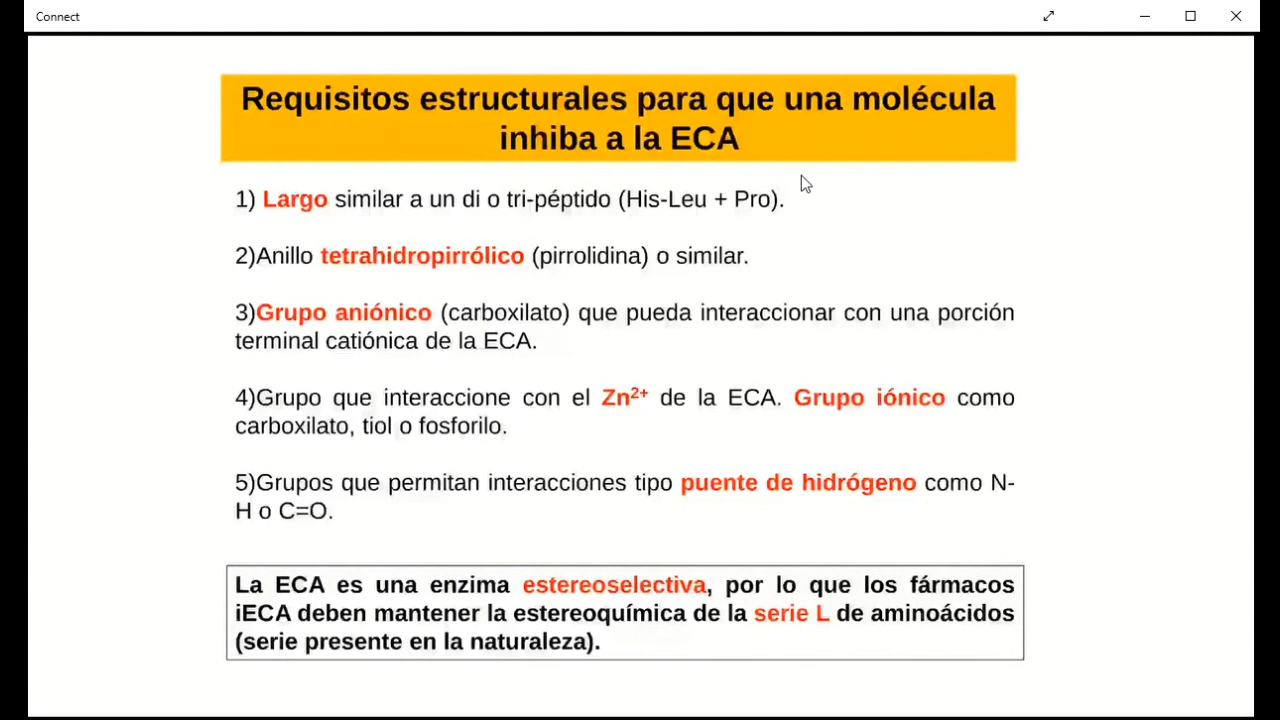 Connect
Requisitos estructurales para que una molécula
inhiba a la ECA
1) Largo similar a un di o tri-péptido (His-Leu + Pro).
2)Anillo tetrahidropirrólico (pirrolidina) o similar.
3)Grupo aniónico (carboxilato) que pueda interaccionar con una porción
terminal catiónica de la ECA.
4)Grupo que interaccione con el Zn²⁺ de la ECA. Grupo iónico como
carboxilato, tiol o fosforilo.
5)Grupos que permitan interacciones tipo puente de hidrógeno como N-
H o C=O.
La ECA es una enzima estereoselectiva, por lo que los fármacos
iECA deben mantener la estereoquímica de la serie L de aminoácidos
(serie presente en la naturaleza).